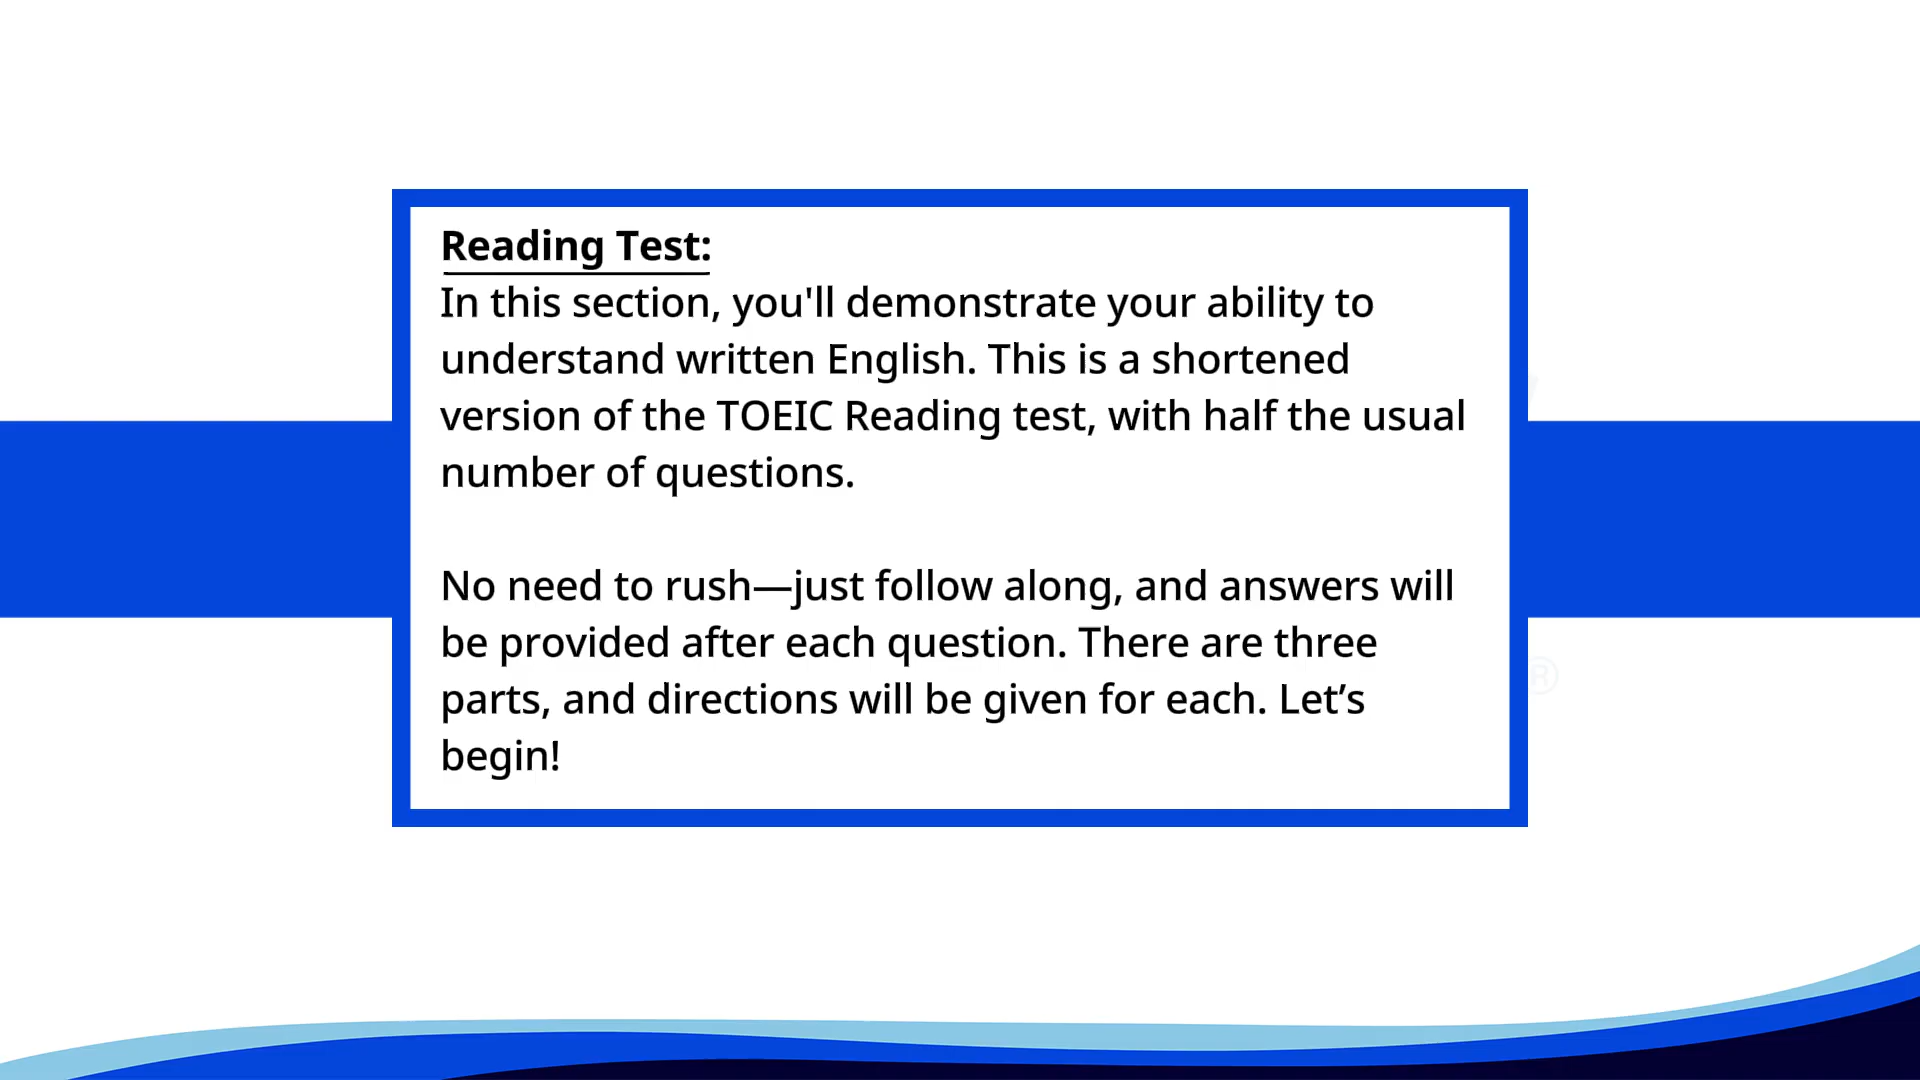 Reading Test:
In this section, you'll demonstrate your ability to
understand written English. This is a shortened
version of the TOEIC Reading test, with half the usual
number of questions.
No need to rush—just follow along, and answers will
be provided after each question. There are three
parts, and directions will be given for each. Let’s
begin!
®